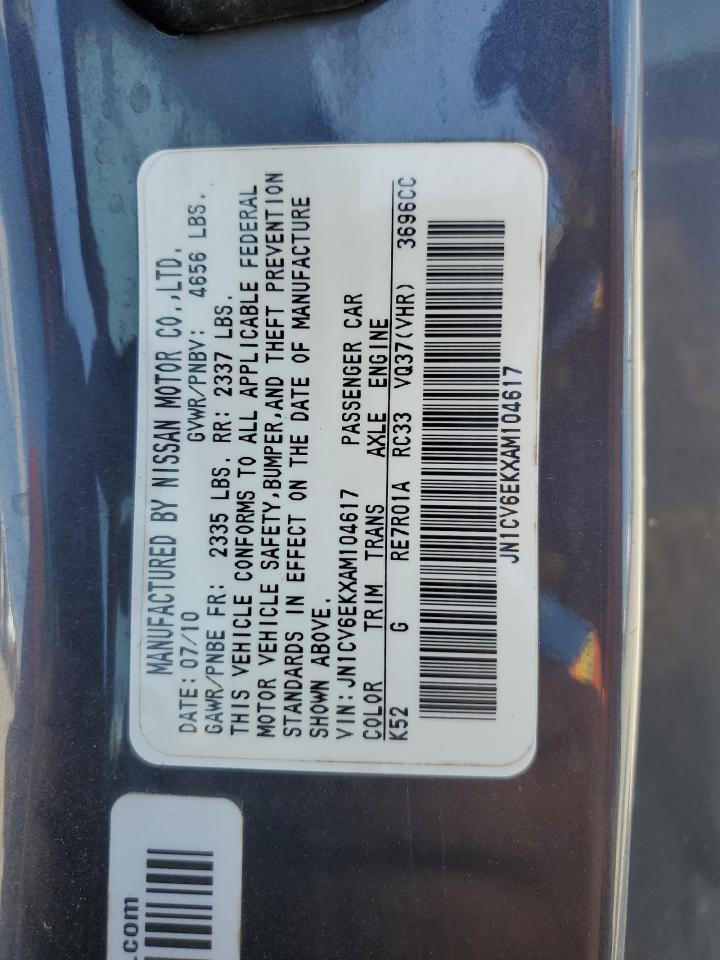 MANUFACTURED BY NISSAN MOTOR CO.,LTD.
DATE: 07/10 GVWR/PNBV: 4656 LBS.
GAWR/PNBE FR: 2335 LBS. RR: 2337 LBS.
THIS VEHICLE CONFORMS TO ALL APPLICABLE FEDERAL
MOTOR VEHICLE SAFETY,BUMPER,AND THEFT PREVENTION
STANDARDS IN EFFECT ON THE DATE OF MANUFACTURE
SHOWN ABOVE.
VIN: JN1CV6EKXAM104617 PASSENGER CAR
COLOR TRIM TRANS AXLE ENGINE
K52 G RE7R01A RC33 VQ37(VHR) 3696CC
JN1CV6EKXAM104617
.com